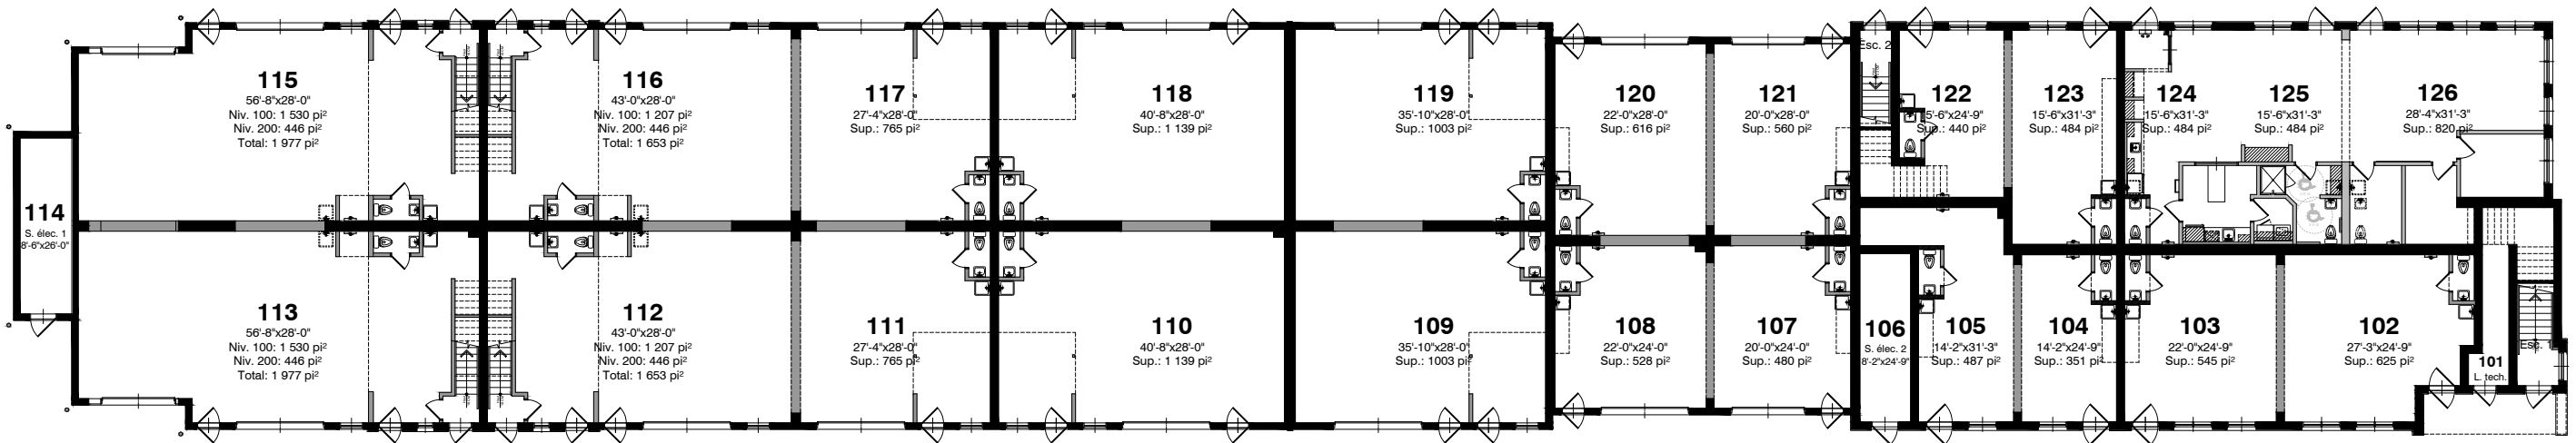 115
56'-8"x28'-0"
Niv. 100: 1 530 pi²
Niv. 200: 446 pi²
Total: 1 977 pi²
116
43'-0"x28'-0"
Niv. 100: 1 207 pi²
Niv. 200: 446 pi²
Total: 1 653 pi²
117
27'-4"x28'-0"
Sup.: 765 pi²
118
40'-8"x28'-0"
Sup.: 1 139 pi²
119
35'-10"x28'-0"
Sup.: 1003 pi²
120
22'-0"x28'-0"
Sup.: 616 pi²
121
20'-0"x28'-0"
Sup.: 560 pi²
Esc. 2
122
15'-6"x24'-9"
Sup.: 440 pi²
123
15'-6"x31'-3"
Sup.: 484 pi²
124
15'-6"x31'-3"
Sup.: 484 pi²
125
15'-6"x31'-3"
Sup.: 484 pi²
126
28'-4"x31'-3"
Sup.: 820 pi²
114
S. élec. 1
8'-6"x26'-0"
113
56'-8"x28'-0"
Niv. 100: 1 530 pi²
Niv. 200: 446 pi²
Total: 1 977 pi²
112
43'-0"x28'-0"
Niv. 100: 1 207 pi²
Niv. 200: 446 pi²
Total: 1 653 pi²
111
27'-4"x28'-0"
Sup.: 765 pi²
110
40'-8"x28'-0"
Sup.: 1 139 pi²
109
35'-10"x28'-0"
Sup.: 1003 pi²
108
22'-0"x24'-0"
Sup.: 528 pi²
107
20'-0"x24'-0"
Sup.: 480 pi²
106
S. élec. 2
8'-2"x24'-9"
105
14'-2"x31'-3"
Sup.: 487 pi²
104
14'-2"x24'-9"
Sup.: 351 pi²
103
22'-0"x24'-9"
Sup.: 545 pi²
102
27'-3"x24'-9"
Sup.: 625 pi²
101
L. tech.
Esc. 1